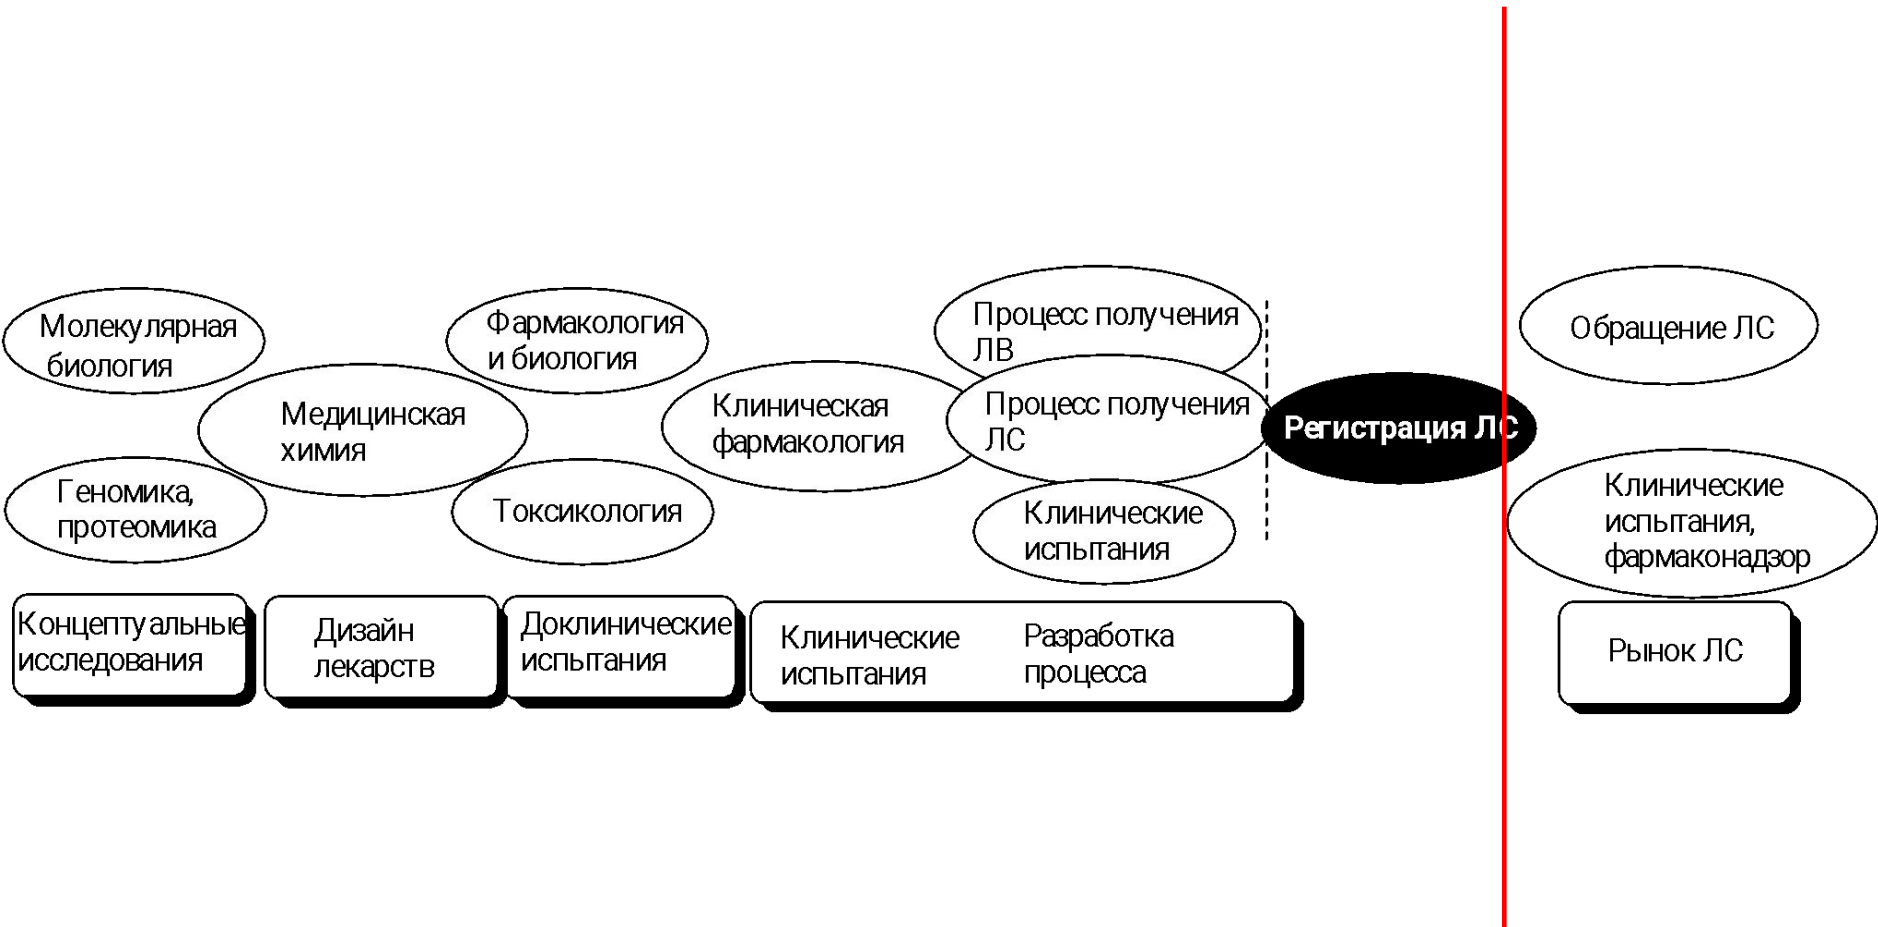 Молекулярная
биология
Геномика,
протеомика
Медицинская
химия
Фармакология
и биология
Токсикология
Клиническая
фармакология
Процесс получения
ЛВ
Процесс получения
ЛС
Клинические
испытания
Регистрация ЛС
Обращение ЛС
Клинические
испытания,
фармаконадзор
Концептуальные
исследования
Дизайн
лекарств
Доклинические
испытания
Клинические
испытания
Разработка
процесса
Рынок ЛС